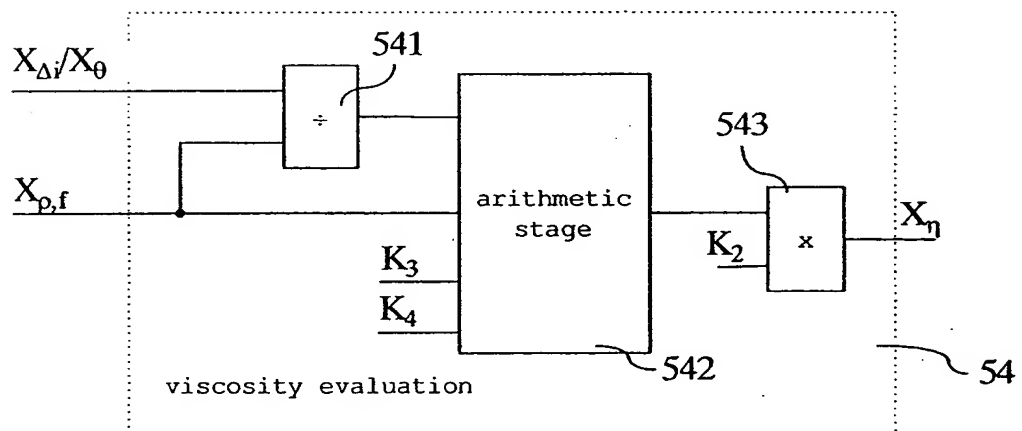 541
X_Δi/X_θ
÷
543
X_ρ,f
arithmetic
stage
X_η
K_2
x
K_3
K_4
542
54
viscosity evaluation